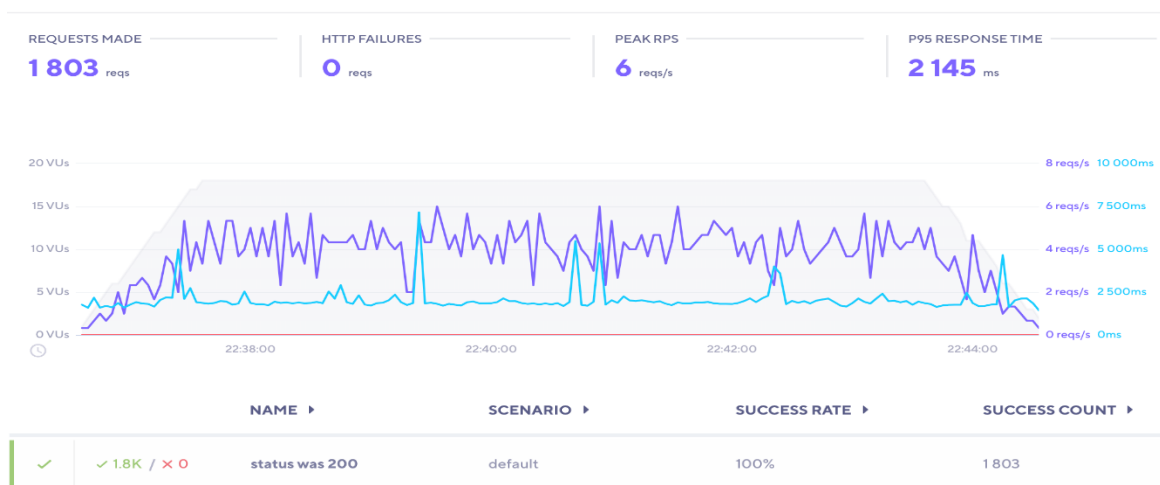 REQUESTS MADE HTTP FAILURES PEAK RPS P95 RESPONSE TIME
1 803 reqs 0 reqs 6 reqs/s 2 145 ms
20 VUs 8 reqs/s 10 000ms
15 VUs 6 reqs/s 7 500ms
10 VUs 4 reqs/s 5 000ms
5 VUs 2 reqs/s 2 500ms
0 VUs 0 reqs/s 0ms
22:38:00 22:40:00 22:42:00 22:44:00
NAME SCENARIO SUCCESS RATE SUCCESS COUNT
✓ ✓ 1.8K / ✕ 0 status was 200 default 100% 1 803